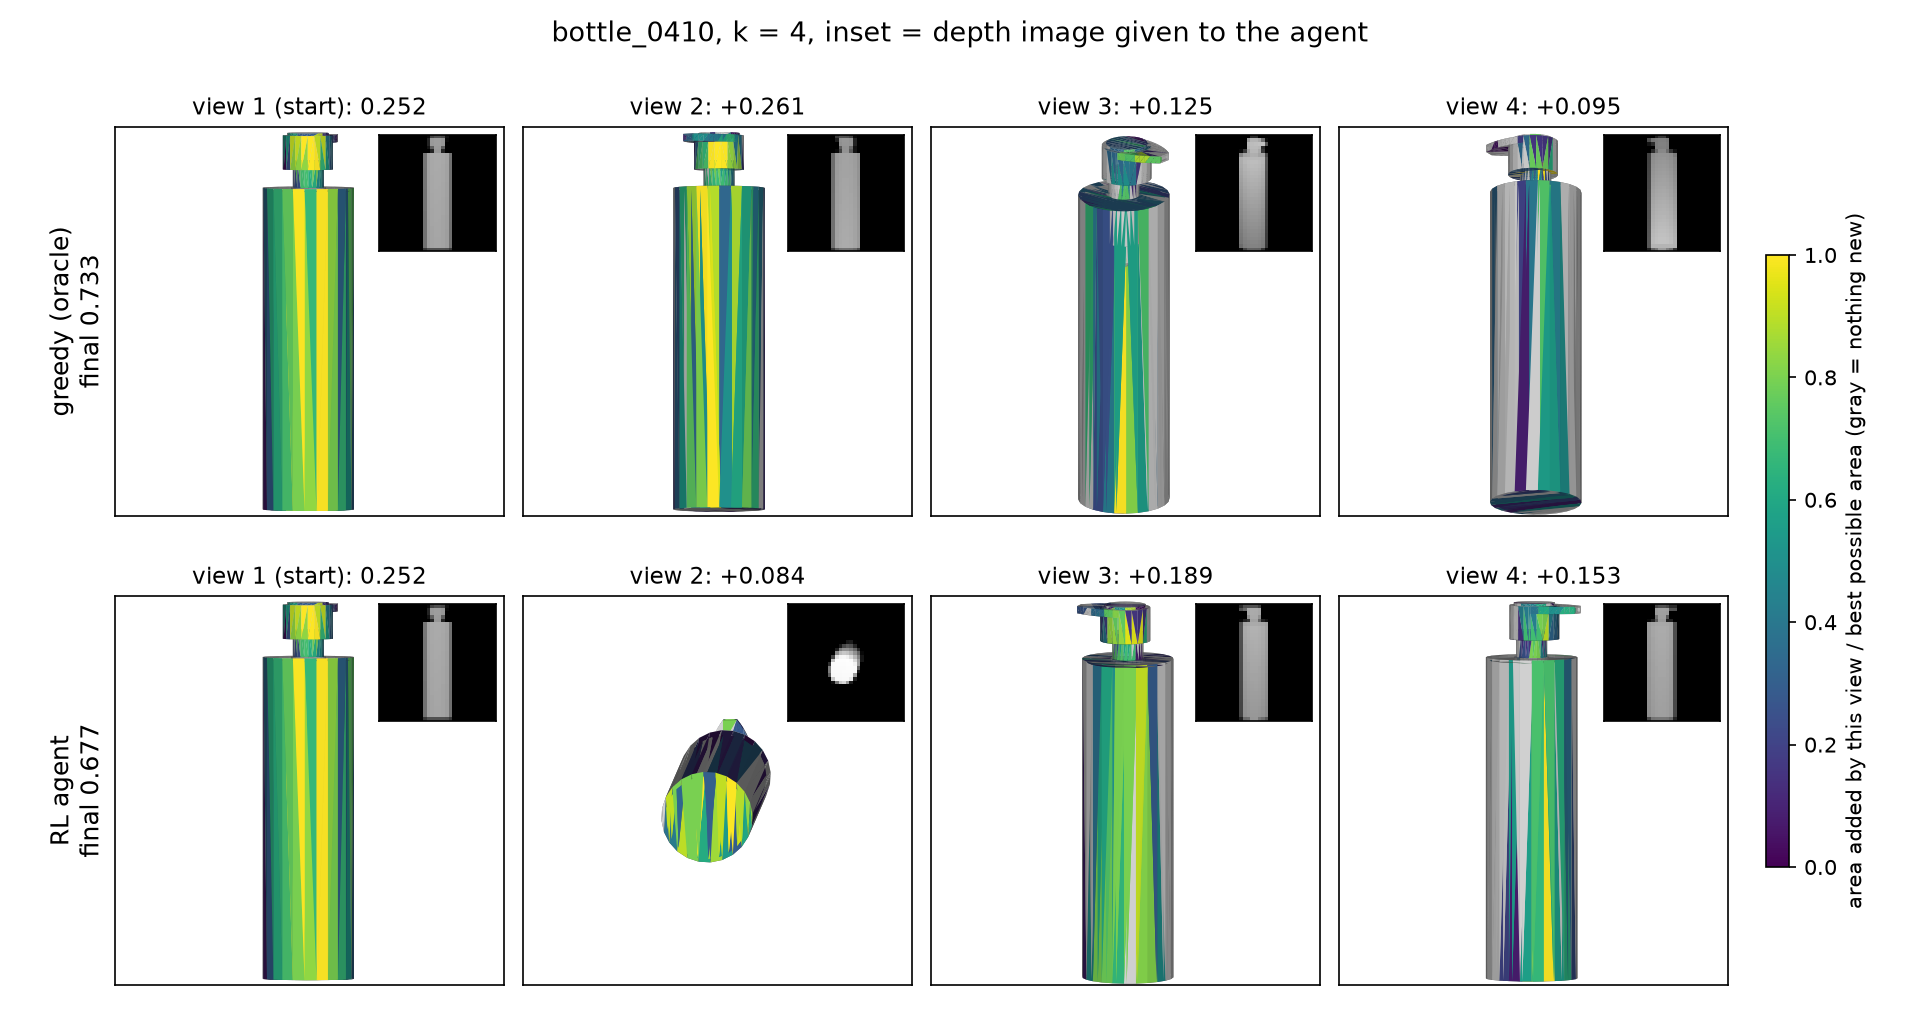 bottle_0410, k = 4, inset = depth image given to the agent
view 1 (start): 0.252
view 2: +0.261
view 3: +0.125
view 4: +0.095
greedy (oracle)
final 0.733
view 1 (start): 0.252
view 2: +0.084
view 3: +0.189
view 4: +0.153
RL agent
final 0.677
1.0
0.8
0.6
0.4
0.2
0.0
area added by this view / best possible area (gray = nothing new)